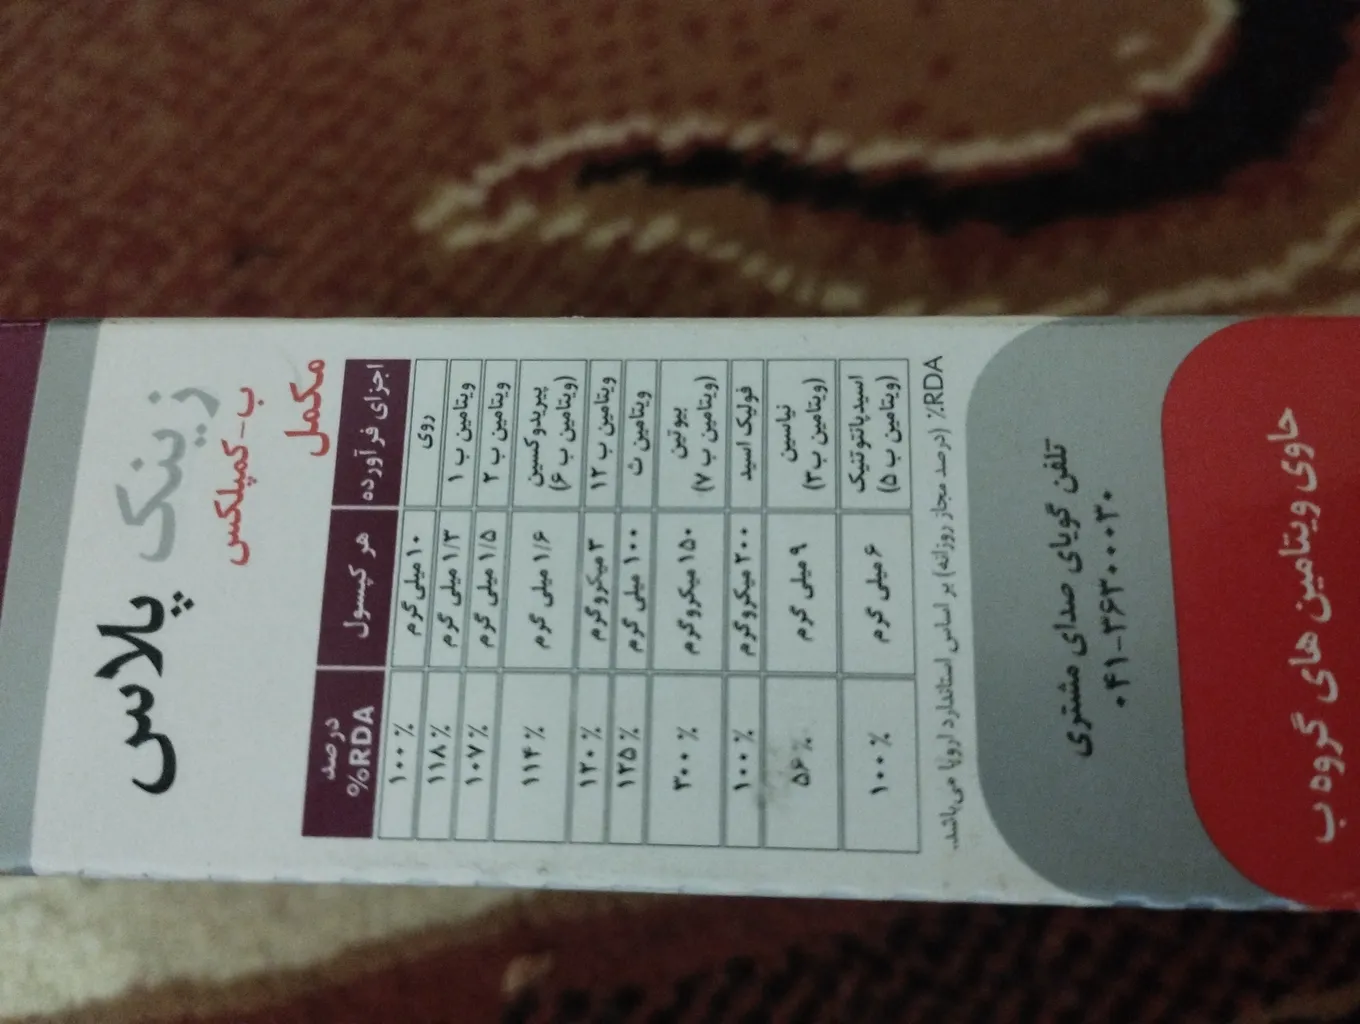 زینک پلاس
ب-کمپلکس
مکمل
اجزای فرآورده هر کپسول درصد %RDA
روی ۱۰ میلی گرم ۱۰۰ %
ویتامین ب ۱ ۱/۳ میلی گرم ۱۱۸ %
ویتامین ب ۲ ۱/۵ میلی گرم ۱۰۷ %
پیریدوکسین (ویتامین ب ۶) ۱/۶ میلی گرم ۱۱۴ %
ویتامین ب ۱۲ ۳ میکروگرم ۱۲۰ %
ویتامین ث ۱۰۰ میلی گرم ۱۲۵ %
بیوتین (ویتامین ب ۷) ۱۵۰ میکروگرم ۳۰۰ %
فولیک اسید ۲۰۰ میکروگرم ۱۰۰ %
نیاسین (ویتامین ب۳) ۹ میلی گرم ۵۶ %
اسیدپانتوتنیک (ویتامین ب ۵) ۶ میلی گرم ۱۰۰ %
RDA٪ (درصد مجاز روزانه) بر اساس استاندارد اروپا می‌باشد.
تلفن گویای صدای مشتری
۰۴۱-۳۶۳۰۰۰۳۰
حاوی ویتامین های گروه ب